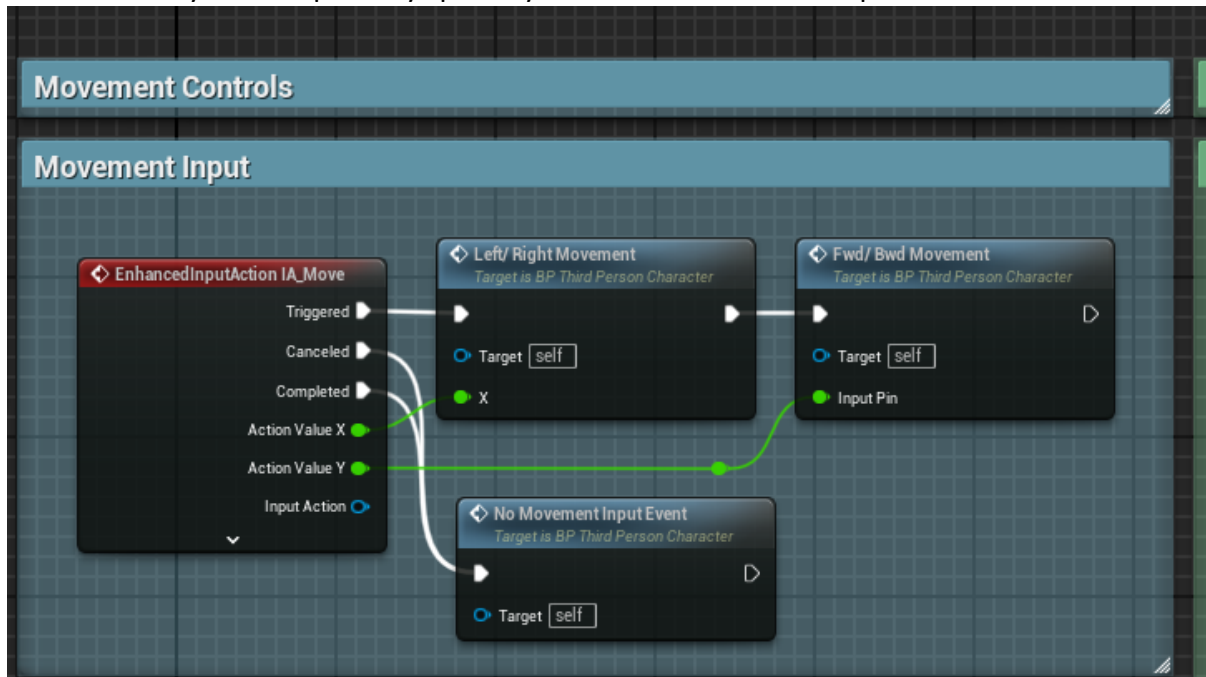 Movement Controls
Movement Input
EnhancedInputAction IA_Move
Triggered
Canceled
Completed
Action Value X
Action Value Y
Input Action
Left/ Right Movement
Target is BP Third Person Character
Target self
X
Fwd/ Bwd Movement
Target is BP Third Person Character
Target self
Input Pin
No Movement Input Event
Target is BP Third Person Character
Target self